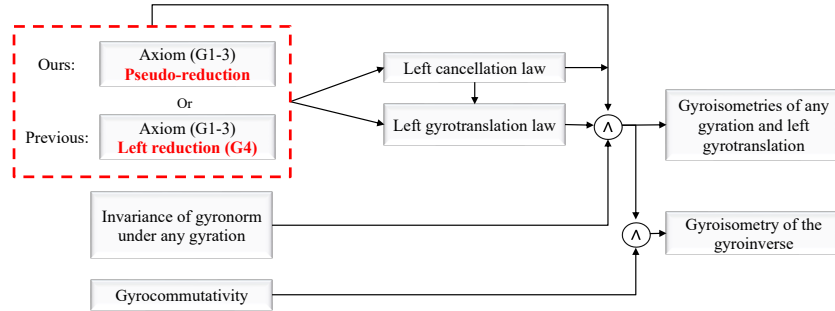 Ours:
Axiom (G1-3)
Pseudo-reduction
Or
Previous:
Axiom (G1-3)
Left reduction (G4)
Left cancellation law
Left gyrotranslation law
∧
Gyroisometries of any
gyration and left
gyrotranslation
Invariance of gyronorm
under any gyration
∧
Gyroisometry of the
gyroinverse
Gyrocommutativity